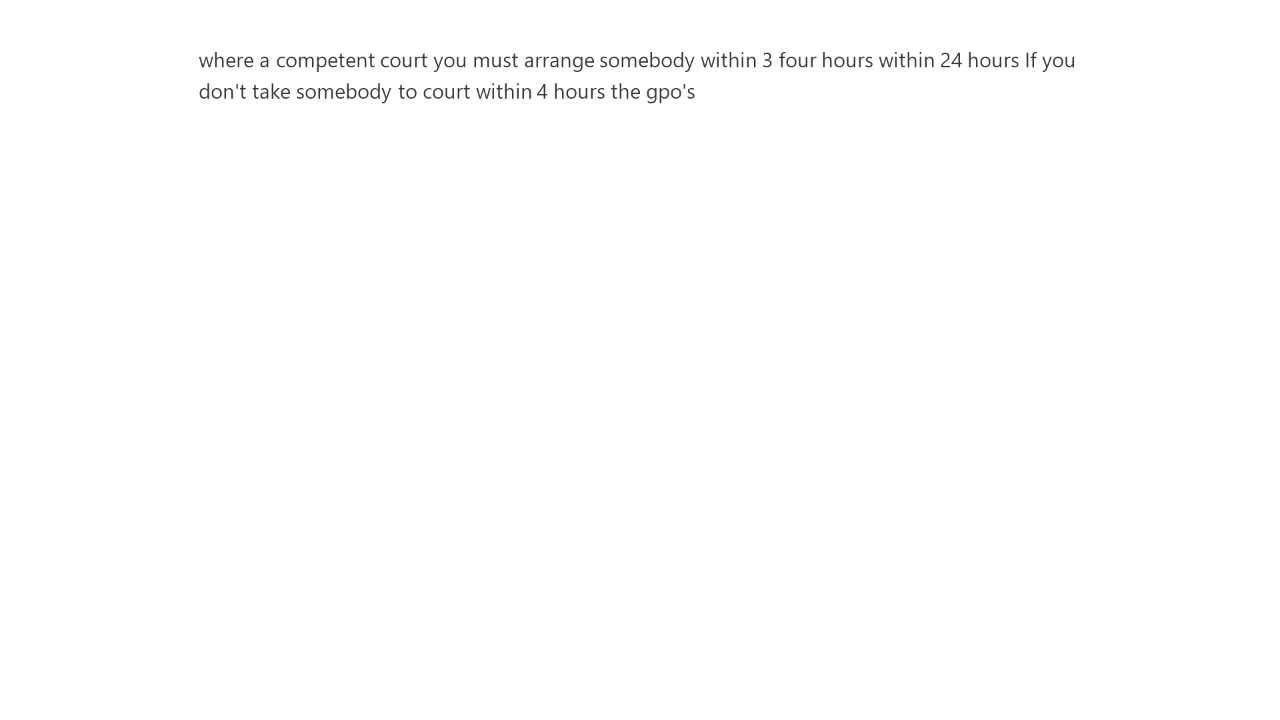 where a competent court you must arrange somebody within 3 four hours within 24 hours If you
don't take somebody to court within 4 hours the gpo's